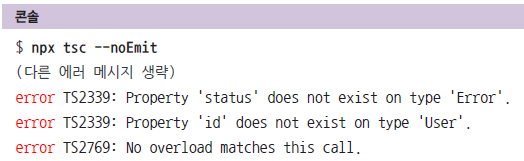 콘솔
$ npx tsc --noEmit
(다른 에러 메시지 생략)
error TS2339: Property 'status' does not exist on type 'Error'.
error TS2339: Property 'id' does not exist on type 'User'.
error TS2769: No overload matches this call.